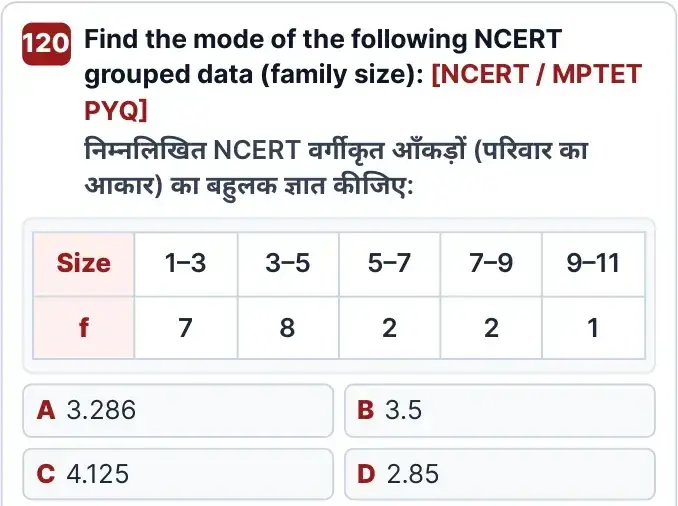 120 Find the mode of the following NCERT
grouped data (family size): [NCERT / MPTET
PYQ]
निम्नलिखित NCERT वर्गीकृत आँकड़ों (परिवार का
आकार) का बहुलक ज्ञात कीजिए:
Size 1–3 3–5 5–7 7–9 9–11
f 7 8 2 2 1
A 3.286 B 3.5
C 4.125 D 2.85